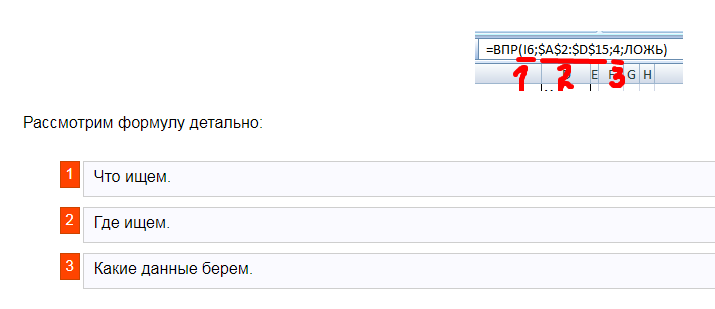 =ВПР(I6;$A$2:$D$15;4;ЛОЖЬ)
E F G H
1 2 3
Рассмотрим формулу детально:
1 Что ищем.
2 Где ищем.
3 Какие данные берем.